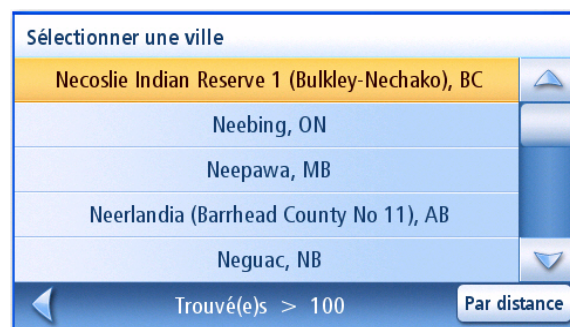 Sélectionner une ville
Necoslie Indian Reserve 1 (Bulkley-Nechako), BC
Neebing, ON
Neepawa, MB
Neerlandia (Barrhead County No 11), AB
Neguac, NB
Trouvé(e)s > 100
Par distance